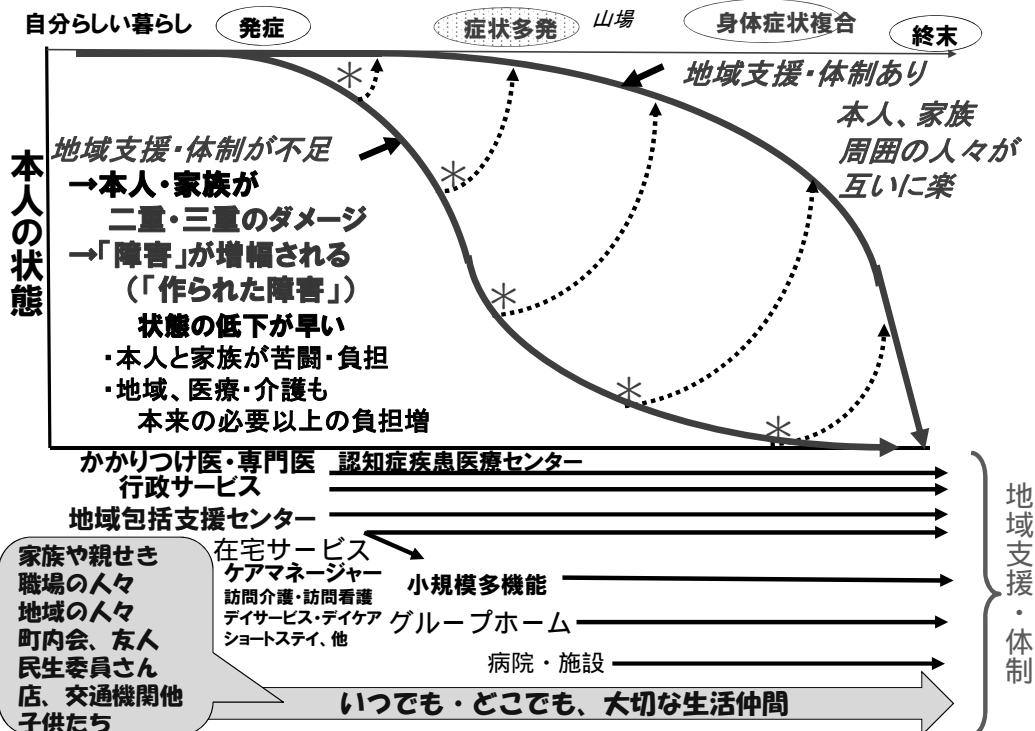 自分らしい暮らし
発症
症状多発
山場
身体症状複合
終末
地域支援・体制あり
本人、家族
周囲の人々が
互いに楽
本人の状態
地域支援・体制が不足
→本人・家族が
二重・三重のダメージ
→「障害」が増幅される
（「作られた障害」）
状態の低下が早い
・本人と家族が苦闘・負担
・地域、医療・介護も
本来の必要以上の負担増
＊
＊
＊
＊
＊
かかりつけ医・専門医
認知症疾患医療センター
行政サービス
地域包括支援センター
在宅サービス
ケアマネージャー
訪問介護・訪問看護
デイサービス・デイケア
ショートステイ、他
小規模多機能
グループホーム
病院・施設
地域支援・体制
家族や親せき
職場の人々
地域の人々
町内会、友人
民生委員さん
店、交通機関他
子供たち
いつでも・どこでも、大切な生活仲間